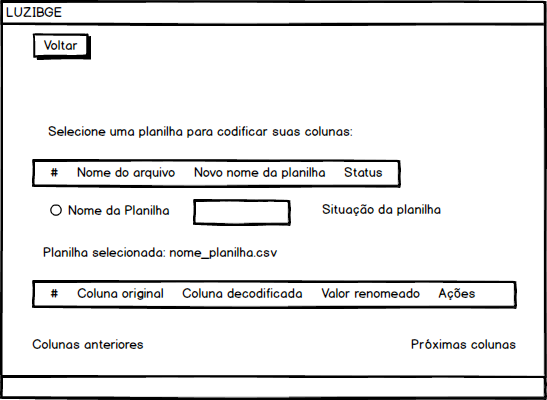 LUZIBGE
Voltar
Selecione uma planilha para codificar suas colunas:
# Nome do arquivo Novo nome da planilha Status
Nome da Planilha Situação da planilha
Planilha selecionada: nome_planilha.csv
# Coluna original Coluna decodificada Valor renomeado Ações
Colunas anteriores Próximas colunas